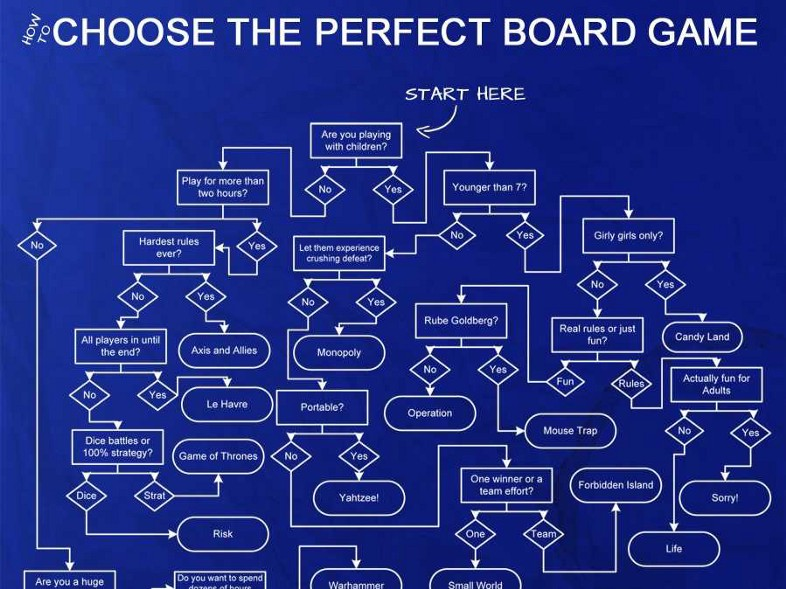 HOW
TO
CHOOSE THE PERFECT BOARD GAME
START HERE
Are you playing
with children?
No
Yes
Play for more than
two hours?
Younger than 7?
No
Yes
No
Yes
Hardest rules
ever?
Let them experience
crushing defeat?
Girly girls only?
No
Yes
No
Yes
No
Yes
All players in until
the end?
Axis and Allies
Monopoly
Rube Goldberg?
Real rules or just
fun?
Candy Land
No
Yes
No
Yes
Fun
Rules
Actually fun for
Adults
Le Havre
Portable?
Operation
Mouse Trap
No
Yes
Dice battles or
100% strategy?
Game of Thrones
No
Yes
One winner or a
team effort?
Forbidden Island
Dice
Strat
Yahtzee!
Sorry!
Risk
One
Team
Life
Are you a huge
Do you want to spend
dozens of hours
Warhammer
Small World